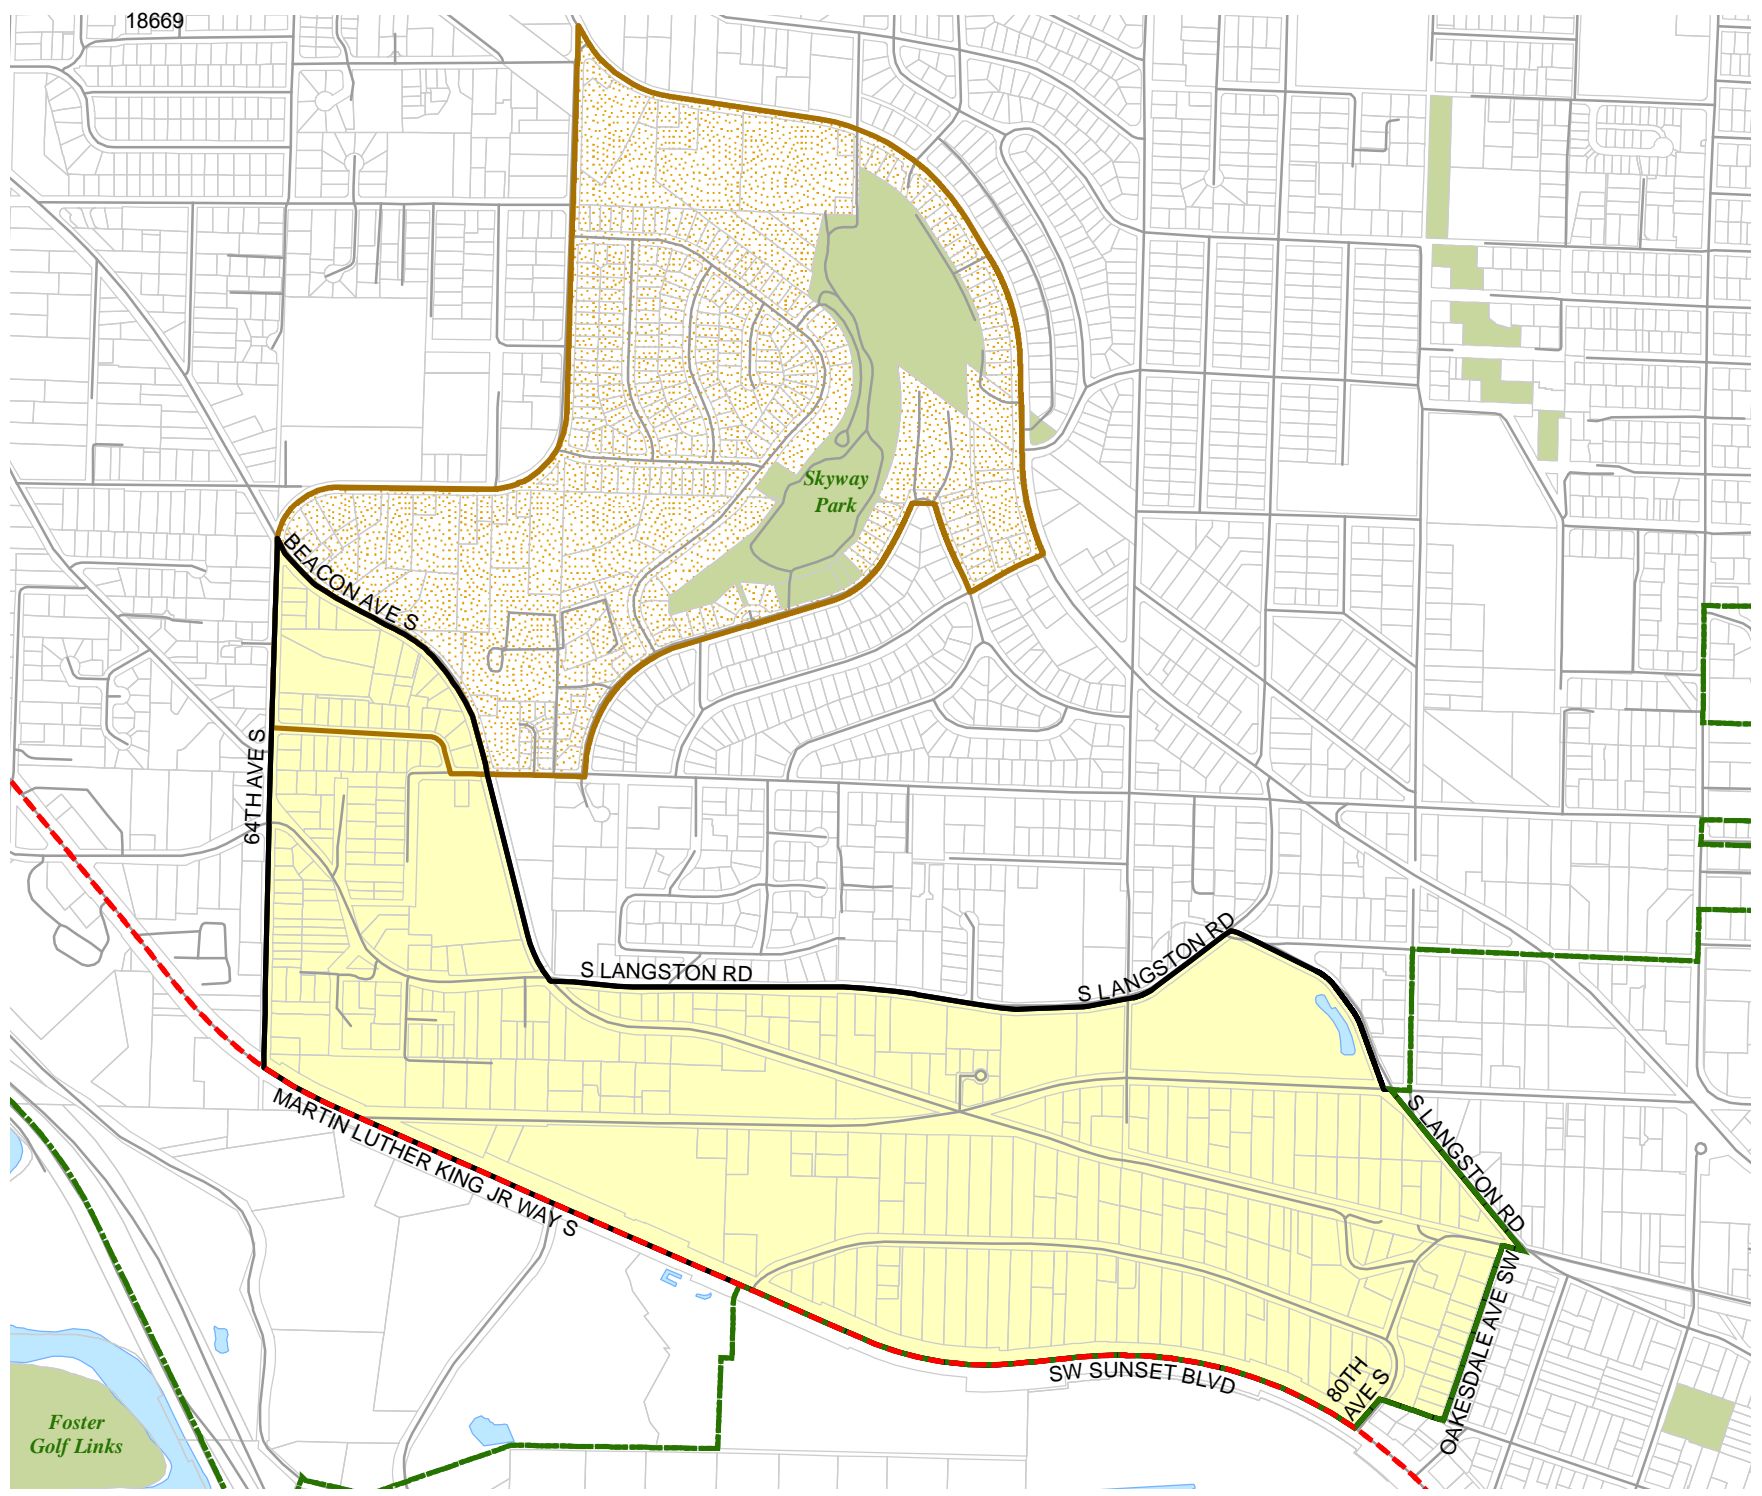 18669
Skyway
Park
BEACON AVE S
64TH AVE S
S LANGSTON RD
S LANGSTON RD
S LANGSTON RD
MARTIN LUTHER KING JR WAY S
OAKESDALE AVE SW
80TH
AVE S
SW SUNSET BLVD
Foster
Golf Links